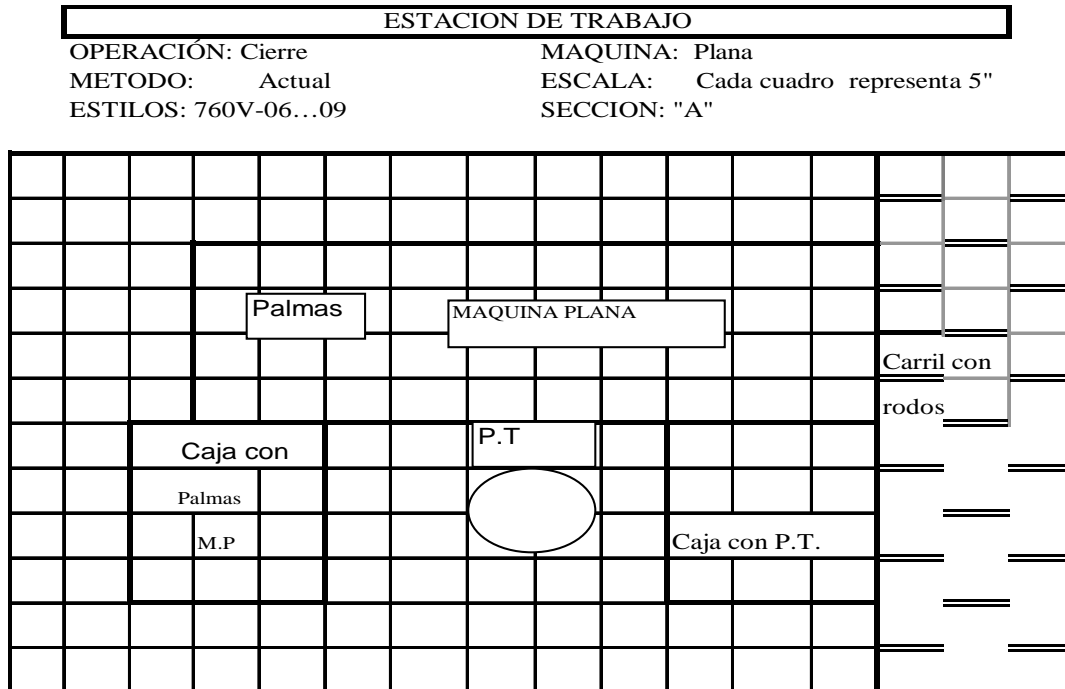 ESTACION DE TRABAJO
OPERACIÓN: Cierre MAQUINA: Plana
METODO: Actual ESCALA: Cada cuadro representa 5"
ESTILOS: 760V-06…09 SECCION: "A"
Palmas
MAQUINA PLANA
Carril con
rodos
P.T
Caja con
Palmas
M.P
Caja con P.T.